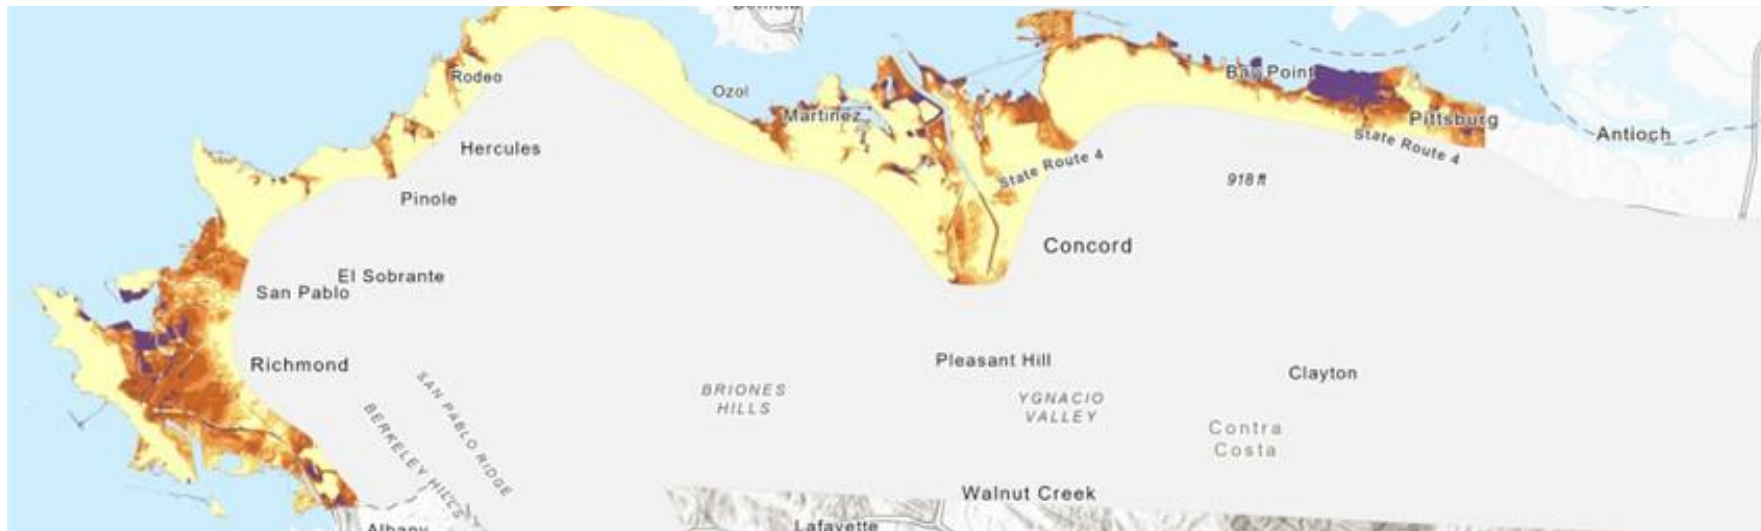 Benicia
Rodeo
Ozol
Bay Point
Martinez
Pittsburg
Antioch
State Route 4
Hercules
State Route 4
918 ft
Pinole
Concord
El Sobrante
San Pablo
Richmond
Pleasant Hill
Clayton
SAN PABLO RIDGE
BERKELEY HILLS
BRIONES
HILLS
YGNACIO
VALLEY
Contra
Costa
Walnut Creek
Lafayette
Albany